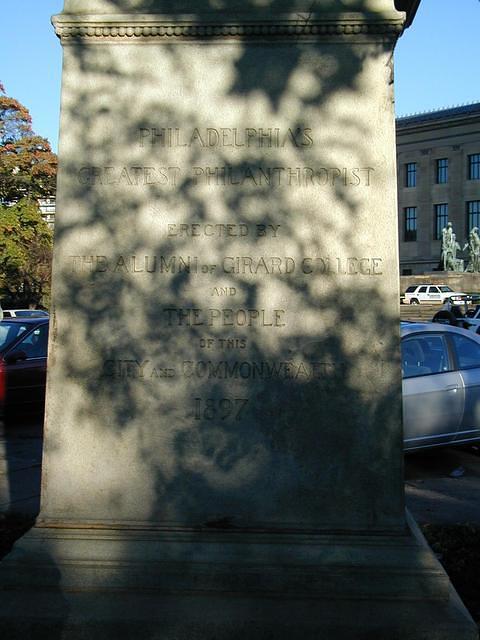 PHILADELPHIA'S
GREATEST PHILANTHROPIST
ERECTED BY
THE ALUMNI OF GIRARD COLLEGE
AND
THE PEOPLE
OF THIS
CITY AND COMMONWEALTH
1897